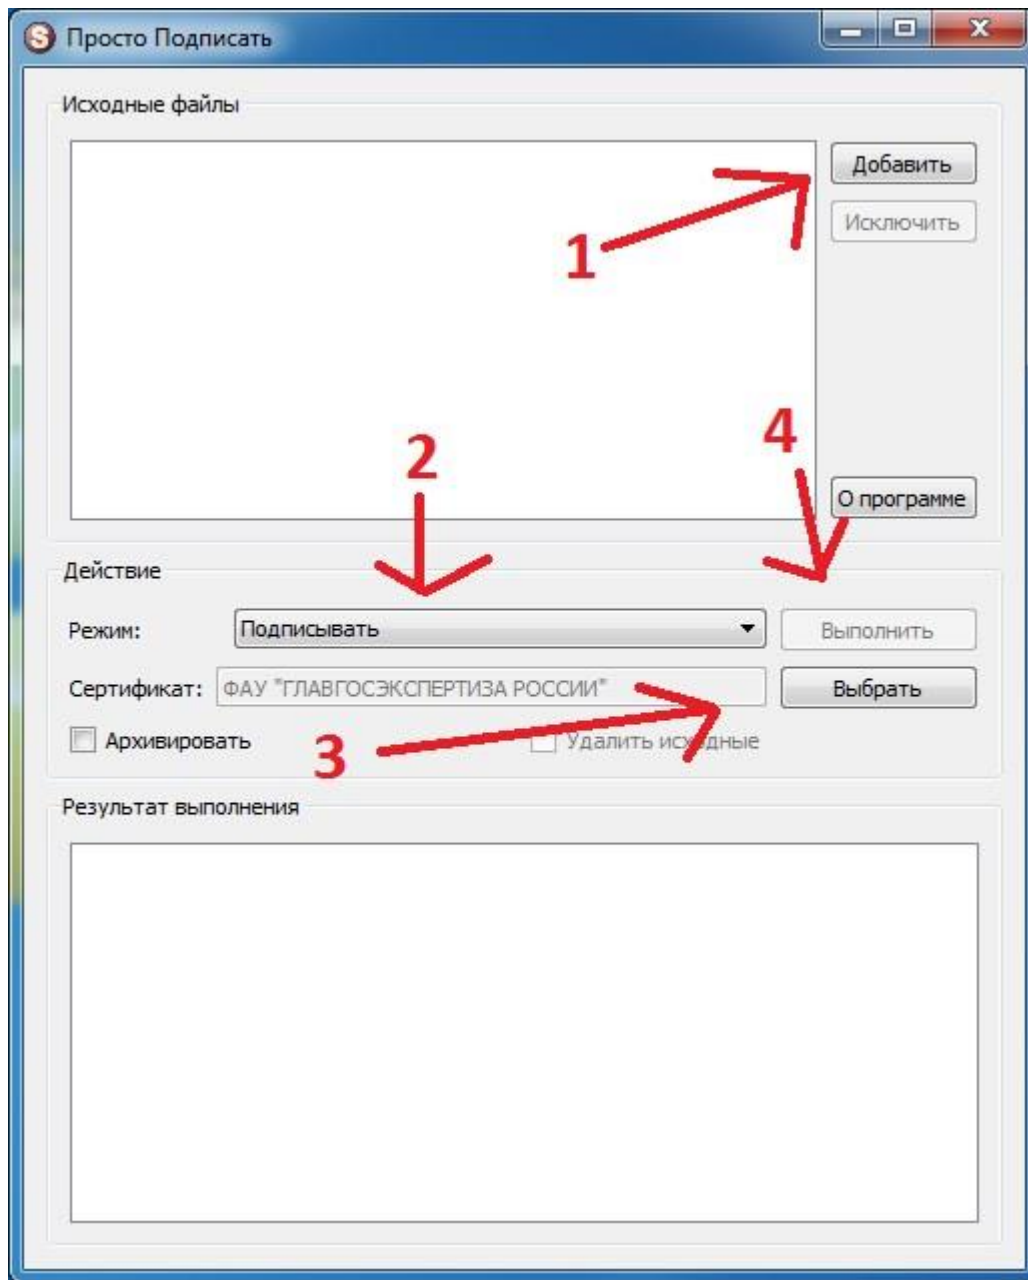 Просто Подписать
Исходные файлы
Добавить
1
Исключить
2
4
О программе
Действие
Режим:
Подписывать
Выполнить
Сертификат:
ФАУ "ГЛАВГОСЭКСПЕРТИЗА РОССИИ"
Выбрать
Архивировать
3
Удалить исходные
Результат выполнения